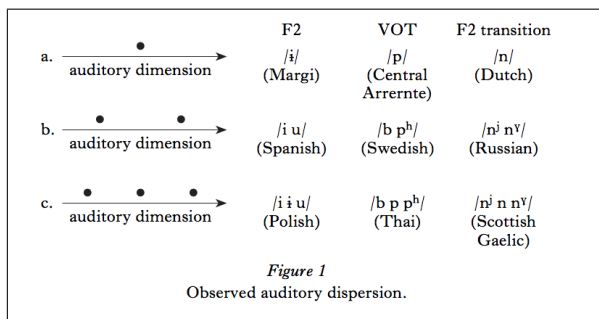 F2 VOT F2 transition
a. auditory dimension /ɨ/ /p/ /n/
(Margi) (Central Arrernte) (Dutch)
b. auditory dimension /i u/ /b pʰ/ /nʲ nˠ/
(Spanish) (Swedish) (Russian)
c. auditory dimension /i ɨ u/ /b p pʰ/ /nʲ n nˠ/
(Polish) (Thai) (Scottish Gaelic)
Figure 1
Observed auditory dispersion.